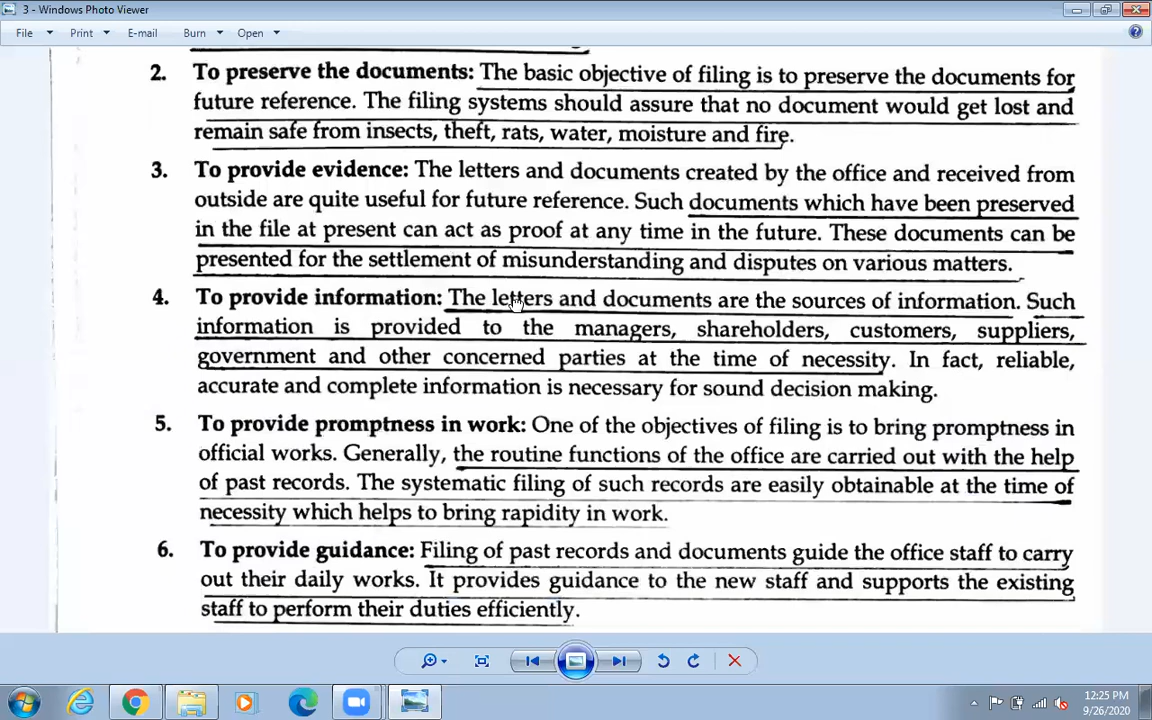 3 - Windows Photo Viewer
File Print E-mail Burn Open
2. To preserve the documents: The basic objective of filing is to preserve the documents for
future reference. The filing systems should assure that no document would get lost and
remain safe from insects, theft, rats, water, moisture and fire.
3. To provide evidence: The letters and documents created by the office and received from
outside are quite useful for future reference. Such documents which have been preserved
in the file at present can act as proof at any time in the future. These documents can be
presented for the settlement of misunderstanding and disputes on various matters.
4. To provide information: The letters and documents are the sources of information. Such
information is provided to the managers, shareholders, customers, suppliers,
government and other concerned parties at the time of necessity. In fact, reliable,
accurate and complete information is necessary for sound decision making.
5. To provide promptness in work: One of the objectives of filing is to bring promptness in
official works. Generally, the routine functions of the office are carried out with the help
of past records. The systematic filing of such records are easily obtainable at the time of
necessity which helps to bring rapidity in work.
6. To provide guidance: Filing of past records and documents guide the office staff to carry
out their daily works. It provides guidance to the new staff and supports the existing
staff to perform their duties efficiently.
12:25 PM
9/26/2020